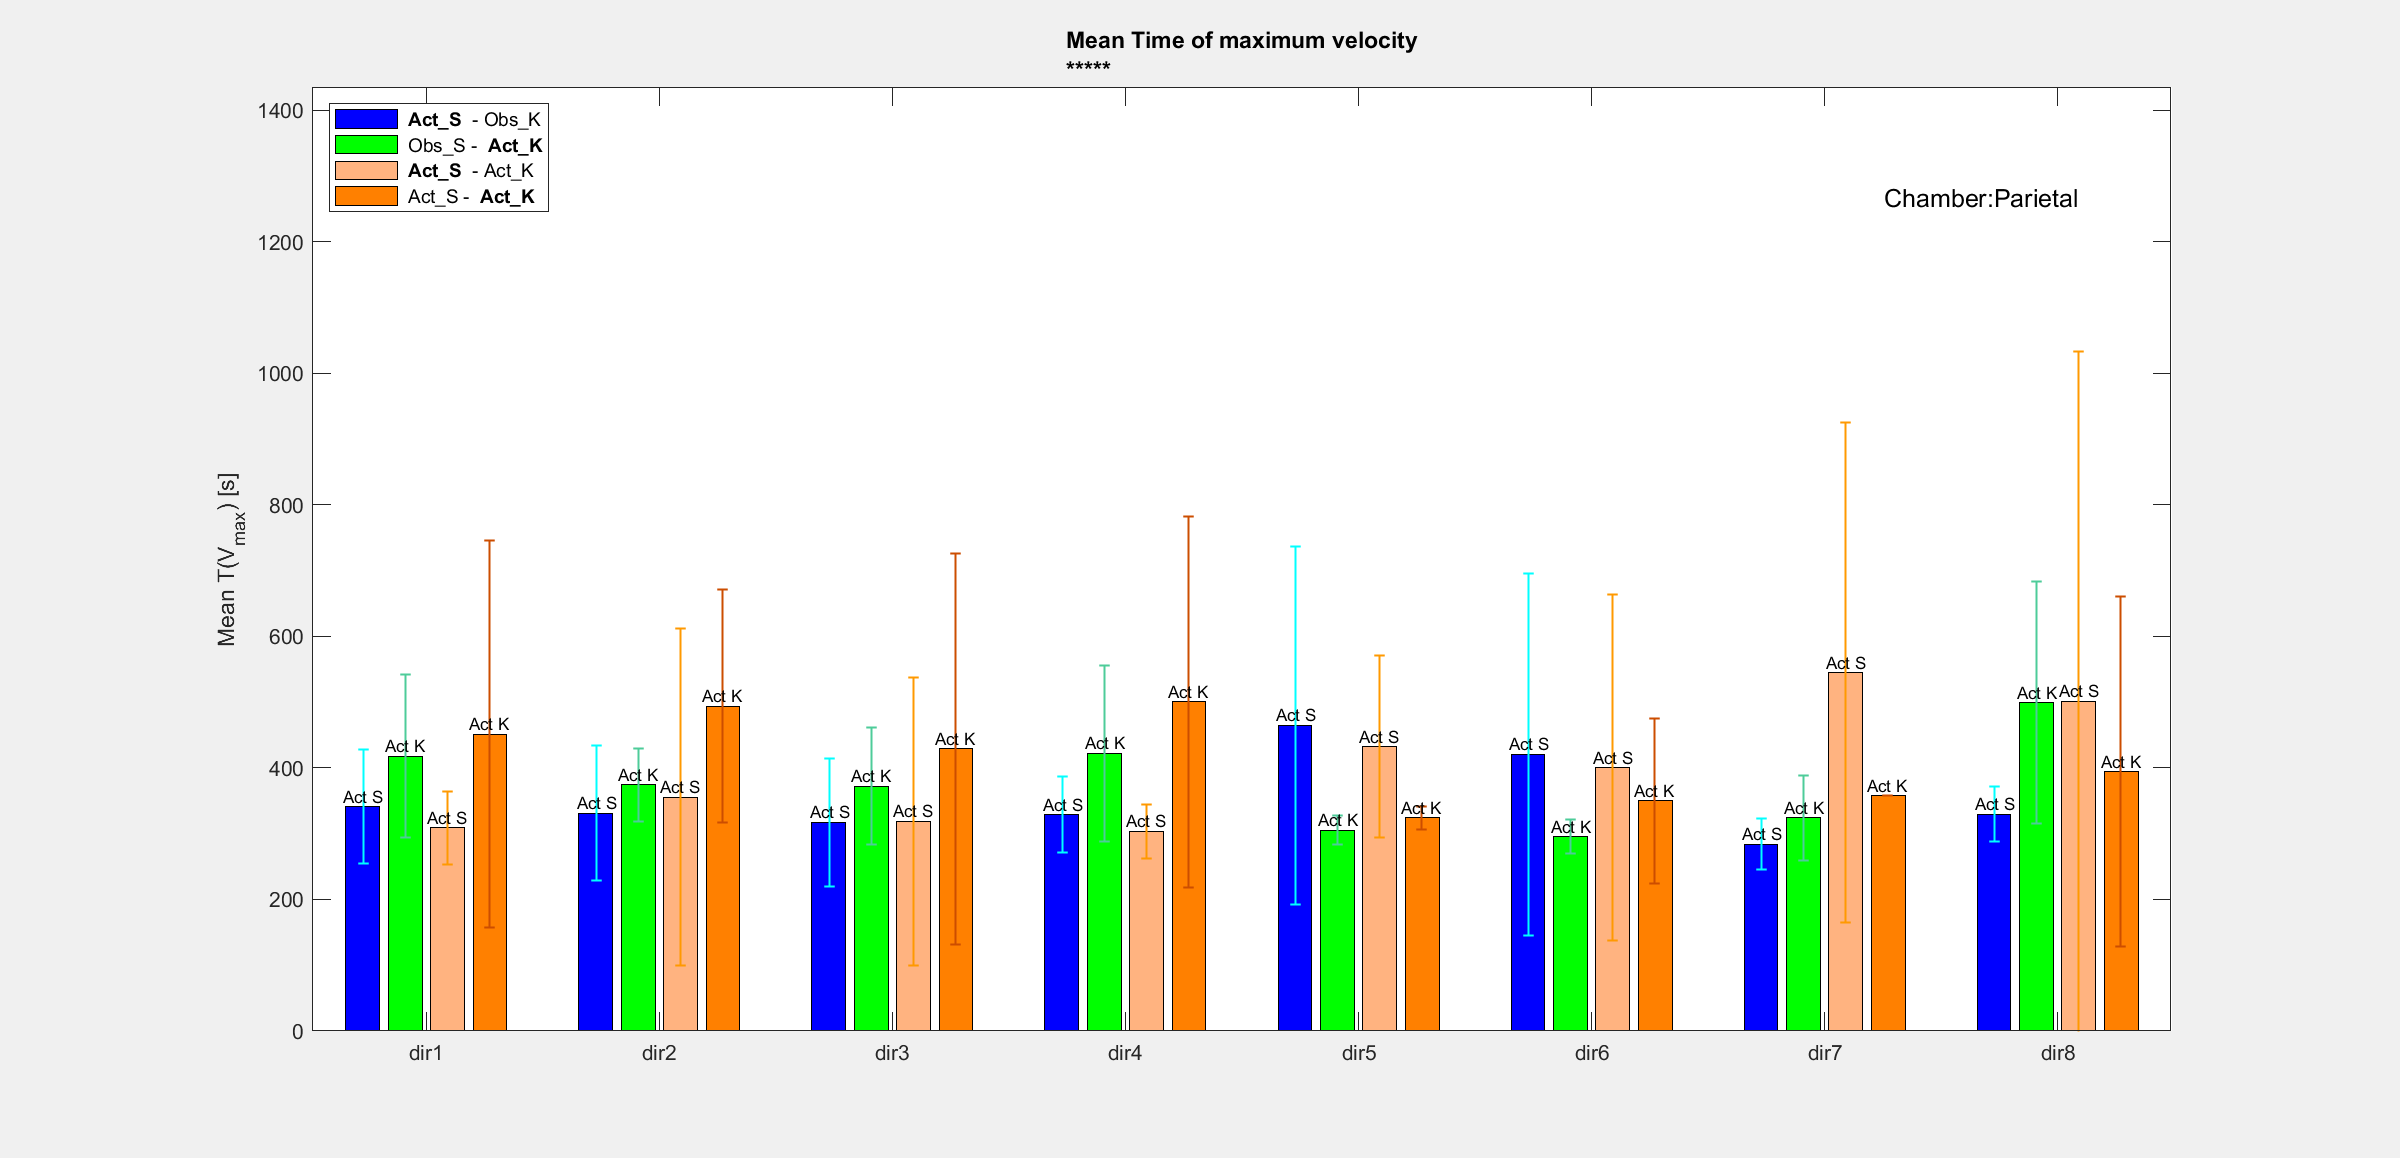 Mean Time of maximum velocity
*****
1400
1200
1000
800
600
400
200
0
Mean T(V_max) [s]
Act_S - Obs_K
Obs_S - Act_K
Act_S - Act_K
Act_S - Act_K
Chamber:Parietal
Act S
Act K
Act S
Act K
Act S
Act K
Act S
Act K
Act S
Act K
Act S
Act K
Act S
Act K
Act S
Act K
Act S
Act K
Act S
Act K
Act S
Act K
Act S
Act K
Act S
Act K
Act S
Act K
Act S
Act K
Act S
Act K
dir1
dir2
dir3
dir4
dir5
dir6
dir7
dir8